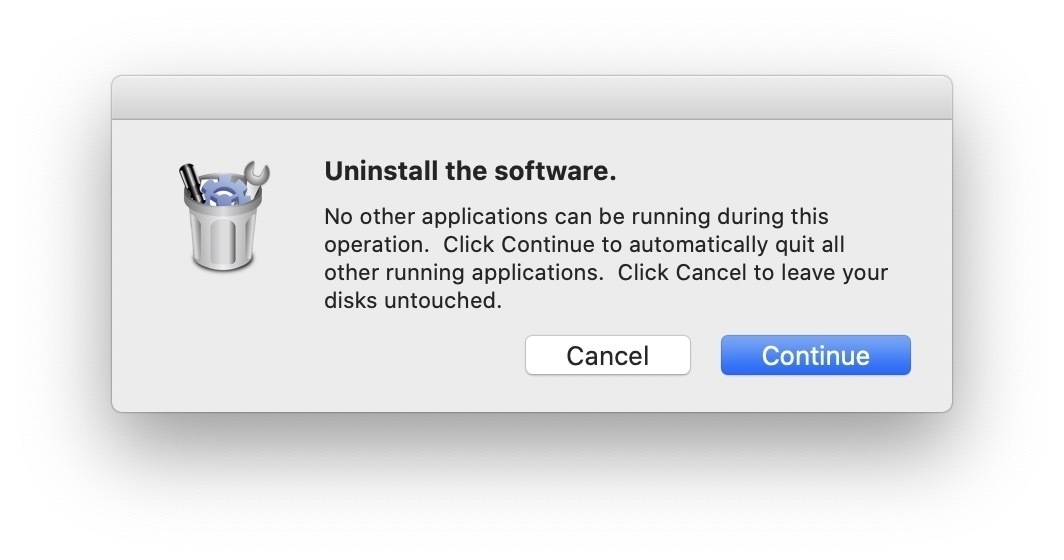 Uninstall the software.
No other applications can be running during this
operation.  Click Continue to automatically quit all
other running applications.  Click Cancel to leave your
disks untouched.
Cancel
Continue